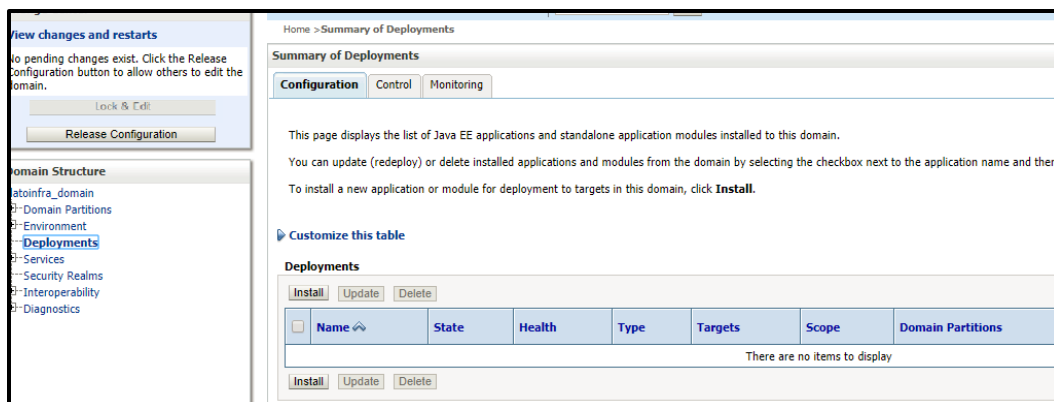 View changes and restarts
No pending changes exist. Click the Release
Configuration button to allow others to edit the
domain.
Lock & Edit
Release Configuration
Domain Structure
latoinfra_domain
Domain Partitions
Environment
Deployments
Services
Security Realms
Interoperability
Diagnostics
Home >Summary of Deployments
Summary of Deployments
Configuration Control Monitoring
This page displays the list of Java EE applications and standalone application modules installed to this domain.
You can update (redeploy) or delete installed applications and modules from the domain by selecting the checkbox next to the application name and then
To install a new application or module for deployment to targets in this domain, click Install.
Customize this table
Deployments
Install Update Delete
Name State Health Type Targets Scope Domain Partitions
There are no items to display
Install Update Delete